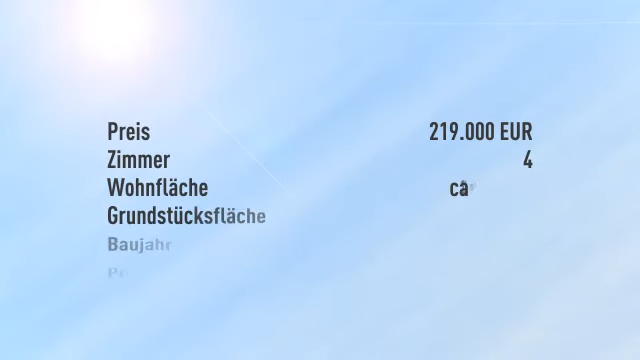 Preis 219.000 EUR
Zimmer 4
Wohnfläche ca
Grundstücksfläche
Baujahr